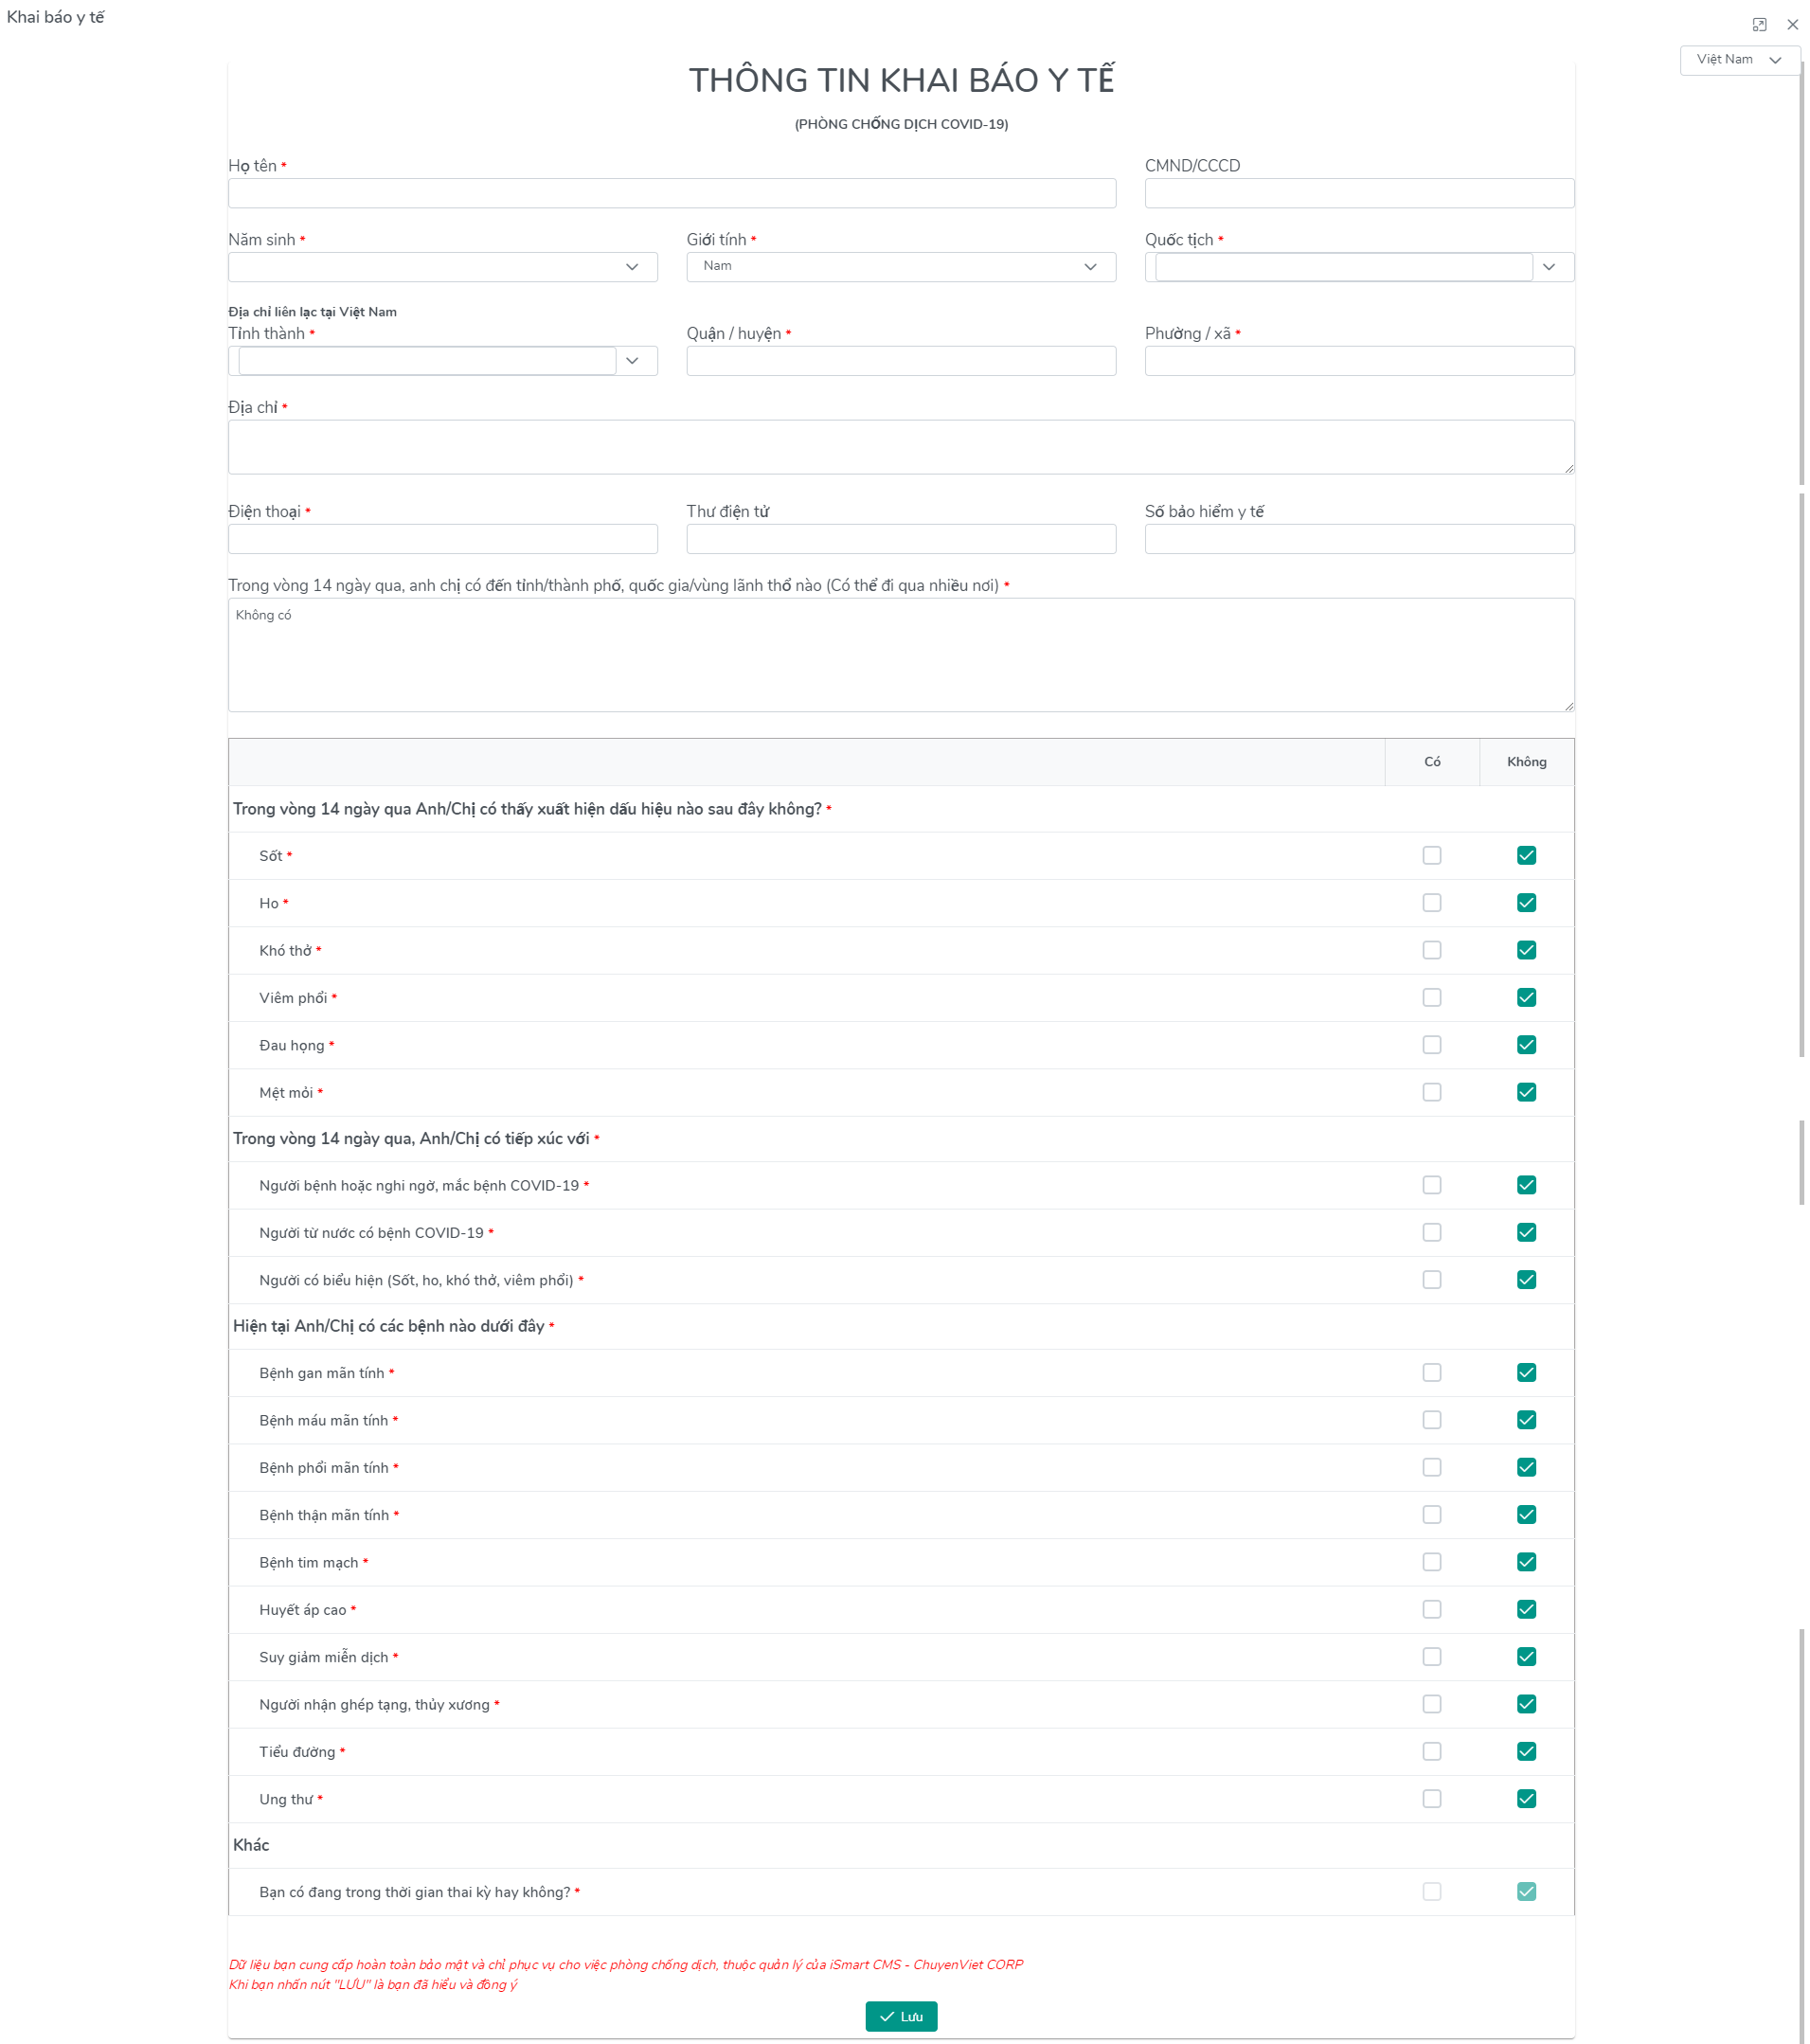 Khai báo y tế
Việt Nam
THÔNG TIN KHAI BÁO Y TẾ
(PHÒNG CHỐNG DỊCH COVID-19)
Họ tên *
CMND/CCCD
Năm sinh *
Giới tính *
Quốc tịch *
Nam
Địa chỉ liên lạc tại Việt Nam
Tỉnh thành *
Quận / huyện *
Phường / xã *
Địa chỉ *
Điện thoại *
Thư điện tử
Số bảo hiểm y tế
Trong vòng 14 ngày qua, anh chị có đến tỉnh/thành phố, quốc gia/vùng lãnh thổ nào (Có thể đi qua nhiều nơi) *
Không có
Có
Không
Trong vòng 14 ngày qua Anh/Chị có thấy xuất hiện dấu hiệu nào sau đây không? *
Sốt *
Ho *
Khó thở *
Viêm phổi *
Đau họng *
Mệt mỏi *
Trong vòng 14 ngày qua, Anh/Chị có tiếp xúc với *
Người bệnh hoặc nghi ngờ, mắc bệnh COVID-19 *
Người từ nước có bệnh COVID-19 *
Người có biểu hiện (Sốt, ho, khó thở, viêm phổi) *
Hiện tại Anh/Chị có các bệnh nào dưới đây *
Bệnh gan mãn tính *
Bệnh máu mãn tính *
Bệnh phổi mãn tính *
Bệnh thận mãn tính *
Bệnh tim mạch *
Huyết áp cao *
Suy giảm miễn dịch *
Người nhận ghép tạng, thủy xương *
Tiểu đường *
Ung thư *
Khác
Bạn có đang trong thời gian thai kỳ hay không? *
Dữ liệu bạn cung cấp hoàn toàn bảo mật và chỉ phục vụ cho việc phòng chống dịch, thuộc quản lý của iSmart CMS - ChuyenViet CORP
Khi bạn nhấn nút "LƯU" là bạn đã hiểu và đồng ý
Lưu